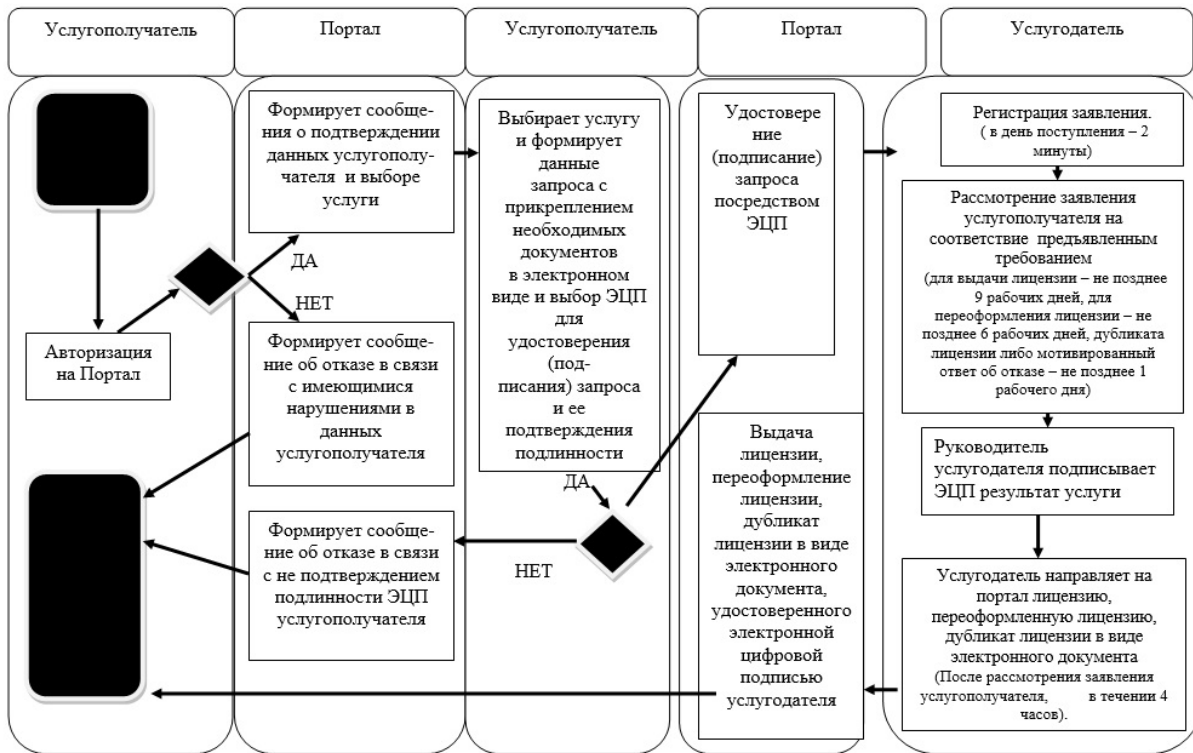 Услугополучатель
Портал
Услугополучатель
Портал
Услугодатель
Авторизация
на Портал
Формирует сообще-
ния о подтверждении
данных услугополу-
чателя и выборе
услуги
ДА
НЕТ
Формирует сообще-
ние об отказе в связи
с имеющимися
нарушениями в
данных
услугополучателя
Формирует сообще-
ние об отказе в связи
с не подтверждением
подлинности ЭЦП
услугополучателя
Выбирает услугу
и формирует
данные
запроса с
прикреплением
необходимых
документов
в электронном
виде и выбор ЭЦП
для
удостоверения
(под-
писания) запроса
и ее
подтверждения
подлинности
ДА
НЕТ
Удостовере
ние
(подписание)
запроса
посредством
ЭЦП
Выдача
лицензии,
переоформление
лицензии,
дубликат
лицензии в виде
электронного
документа,
удостоверенного
электронной
цифровой
подписью
услугодателя
Регистрация заявления.
( в день поступления – 2
минуты)
Рассмотрение заявления
услугополучателя на
соответствие предъявленным
требованием
(для выдачи лицензии – не позднее
9 рабочих дней, для
переоформления лицензии – не
позднее 6 рабочих дней, дубликата
лицензии либо мотивированный
ответ об отказе – не позднее 1
рабочего дня)
Руководитель
услугодателя подписывает
ЭЦП результат услуги
Услугодатель направляет на
портал лицензию,
переоформленную лицензию,
дубликат лицензии в виде
электронного документа
(После рассмотрения заявления
услугополучателя, в течении 4
часов).